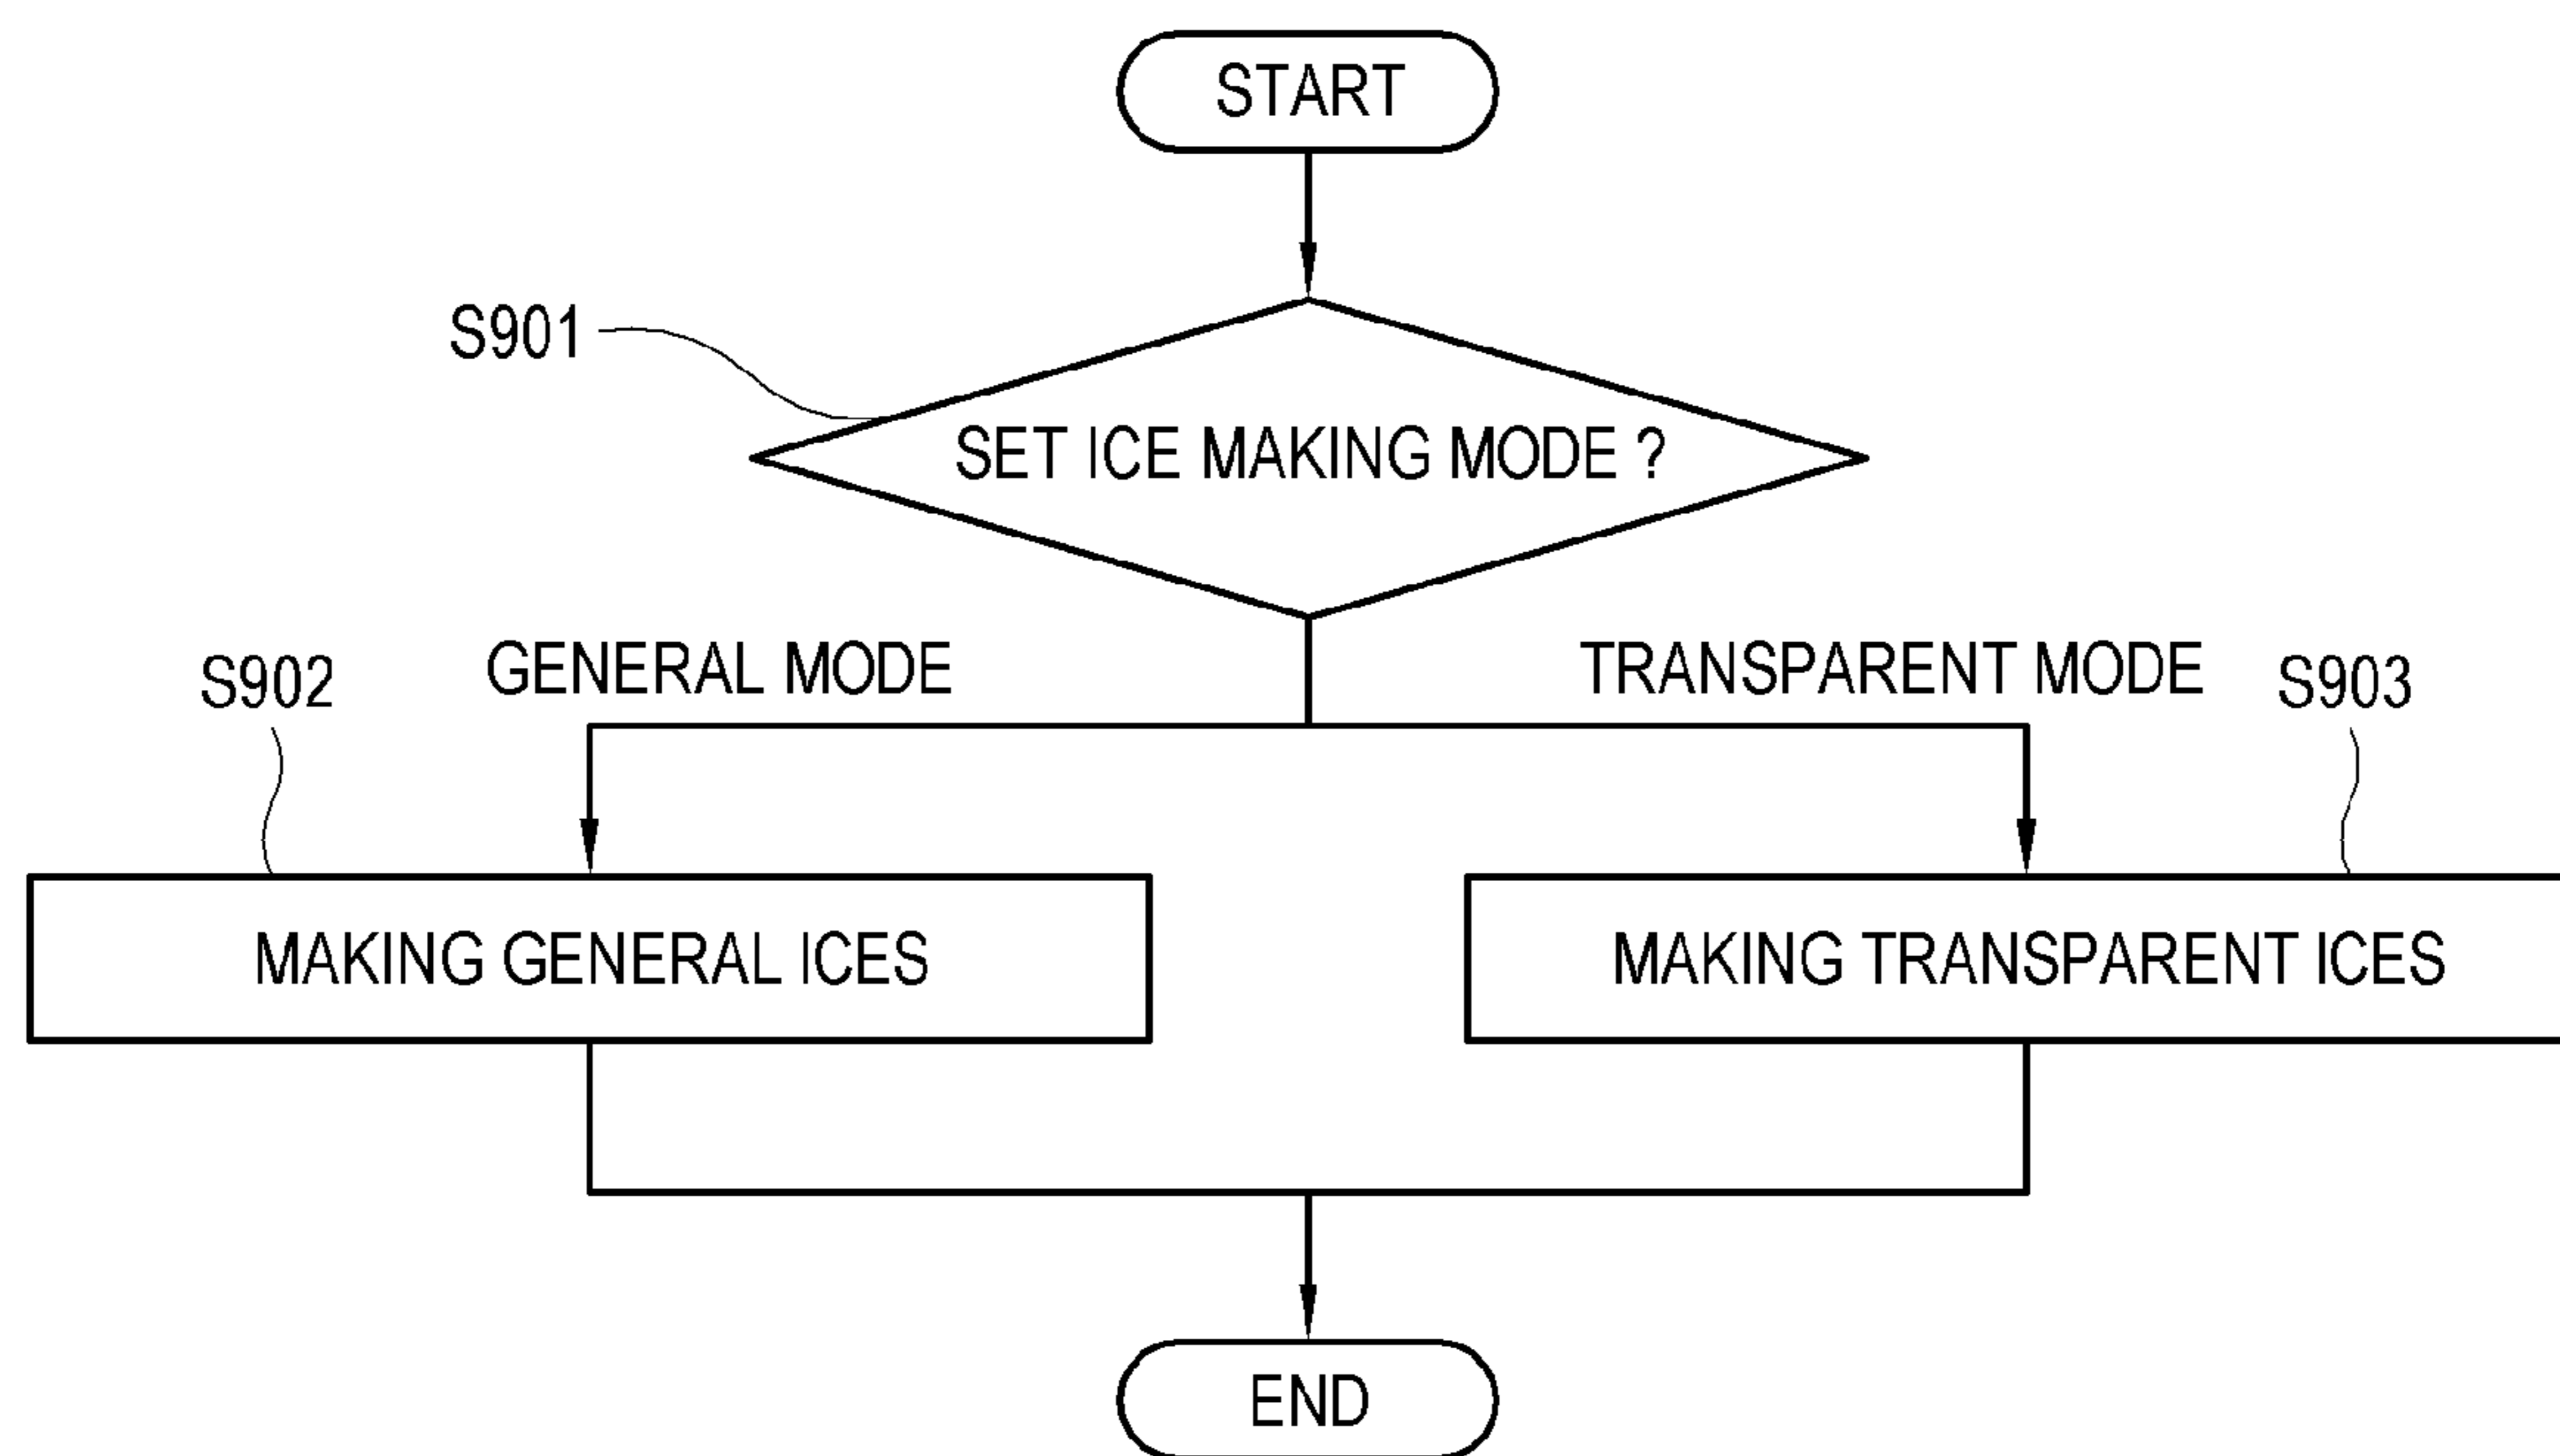 START
S901
SET ICE MAKING MODE ?
GENERAL MODE
TRANSPARENT MODE
S902
S903
MAKING GENERAL ICES
MAKING TRANSPARENT ICES
END